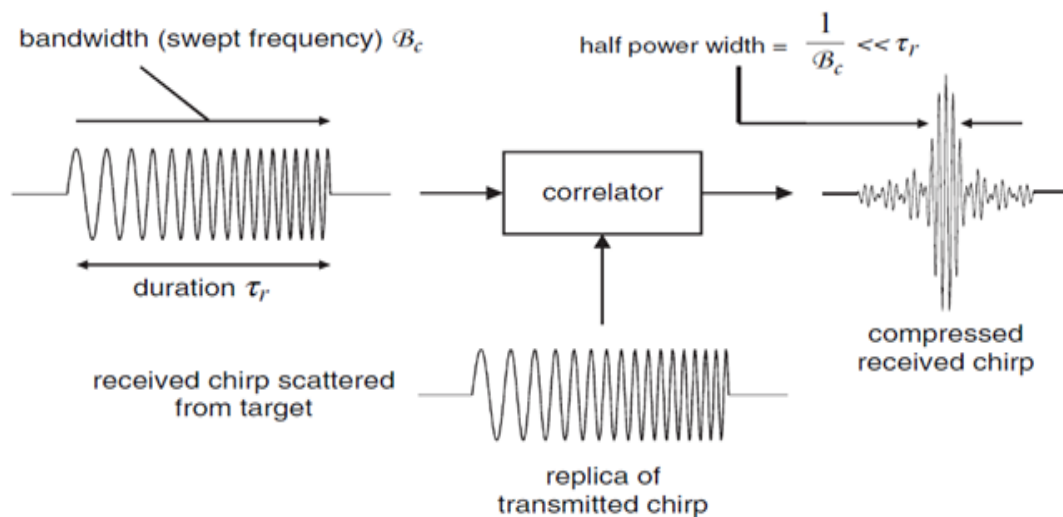 bandwidth (swept frequency) ℬc
half power width = 1/ℬc << τr
correlator
duration τr
compressed
received chirp
received chirp scattered
from target
replica of
transmitted chirp